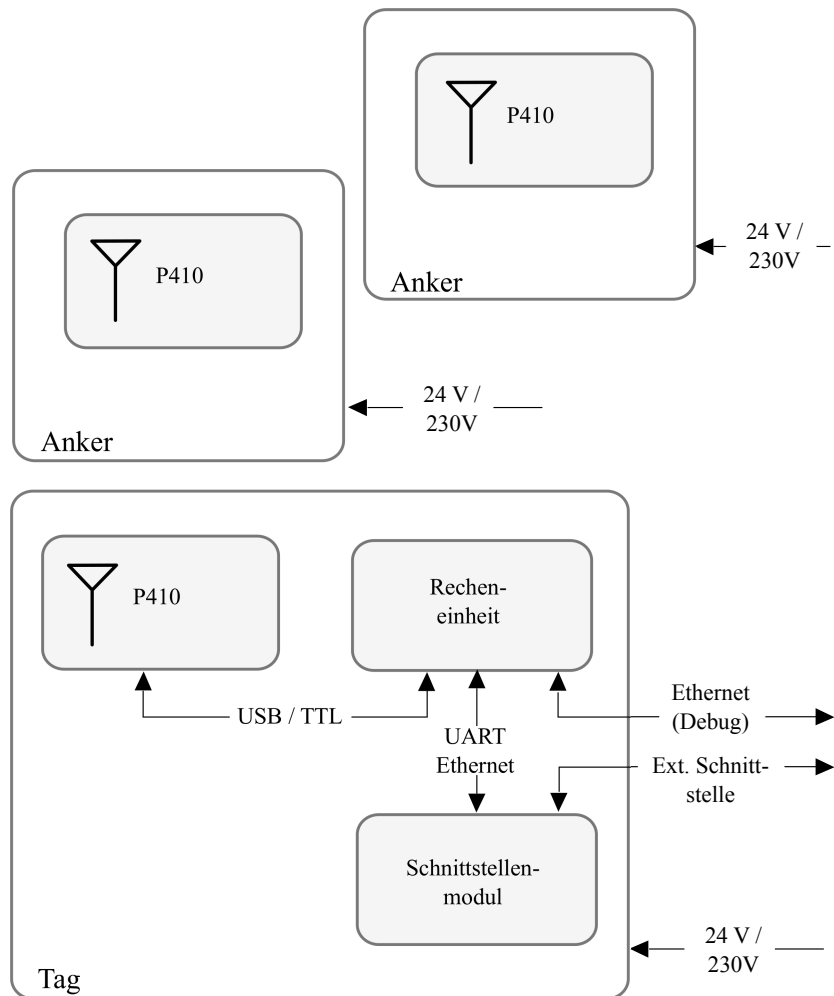 P410
24 V /
230V
Anker
P410
24 V /
230V
Anker
P410
Rechen-
einheit
USB / TTL
UART
Ethernet
Ethernet
(Debug)
Ext. Schnitt-
stelle
Schnittstellen-
modul
24 V /
230V
Tag